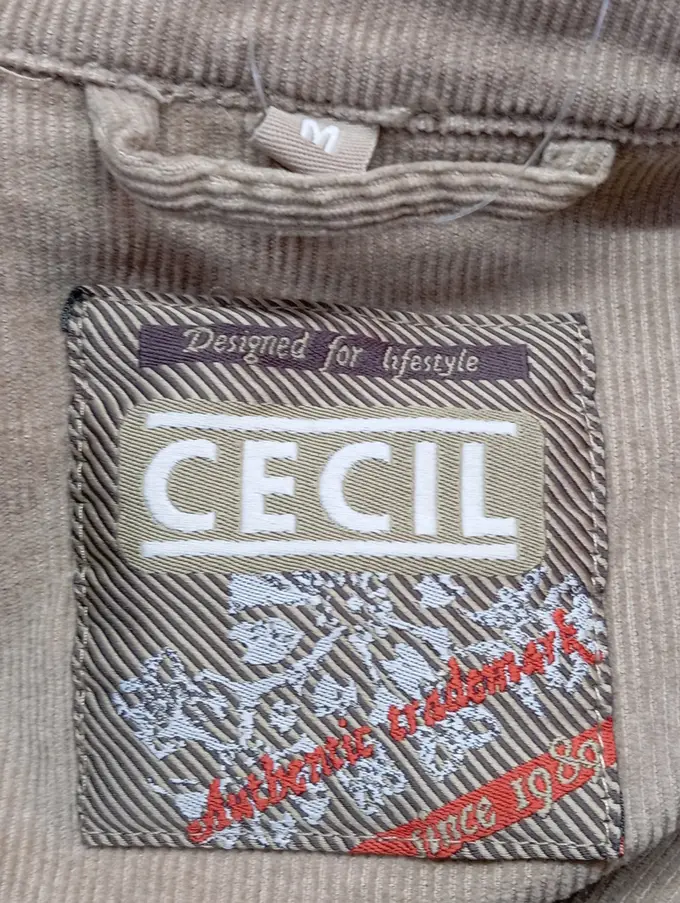 M
Designed for lifestyle
CECIL
Authentic trademark
since 1989